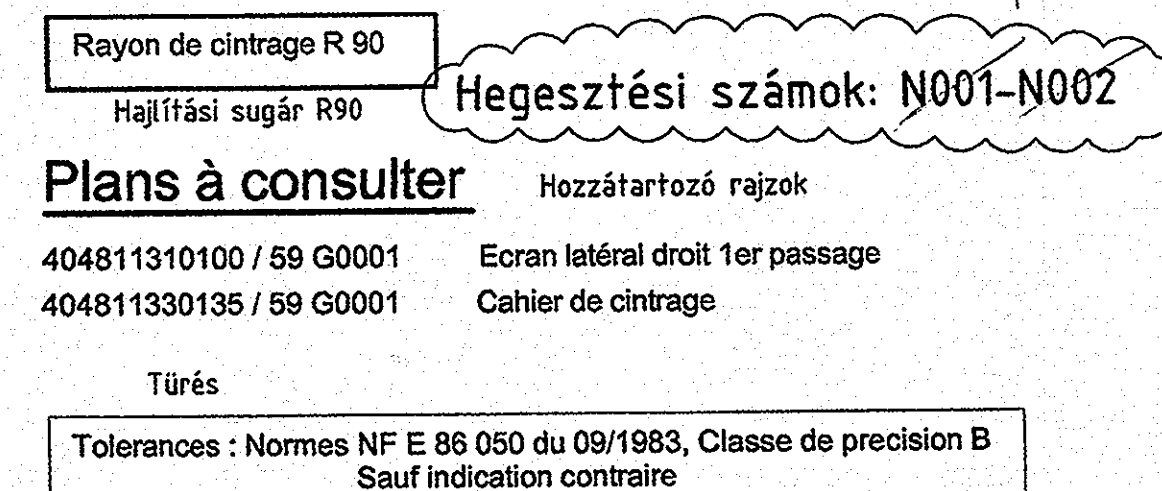 Rayon de cintrage R 90
Hajlítási sugár R90
Hegesztési számok: N001-N002
Plans à consulter Hozzátartozó rajzok
404811310100 / 59 G0001 Ecran latéral droit 1er passage
404811330135 / 59 G0001 Cahier de cintrage
Türés
Tolerances : Normes NF E 86 050 du 09/1983, Classe de precision B
Sauf indication contraire